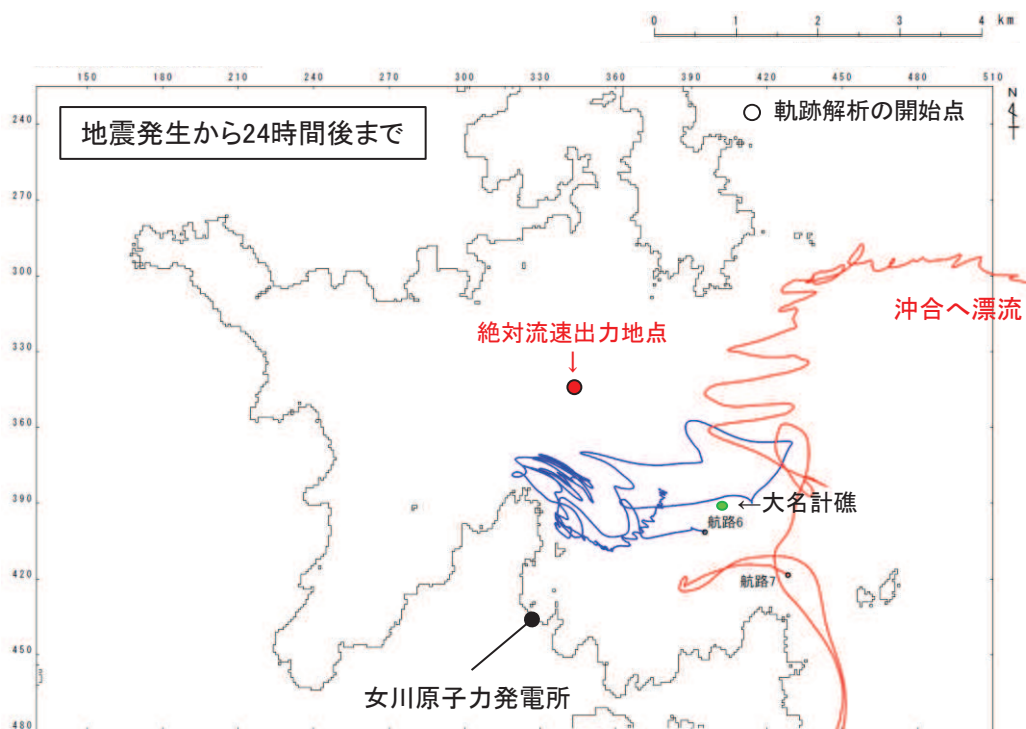 0 1 2 3 4 km
150 180 210 240 270 300 330 360 390 420 450 480 510
N
240
270
300
330
360
390
420
450
480
地震発生から24時間後まで
○ 軌跡解析の開始点
沖合へ漂流
絶対流速出力地点
↓
←大名計礁
航路6
航路7
女川原子力発電所